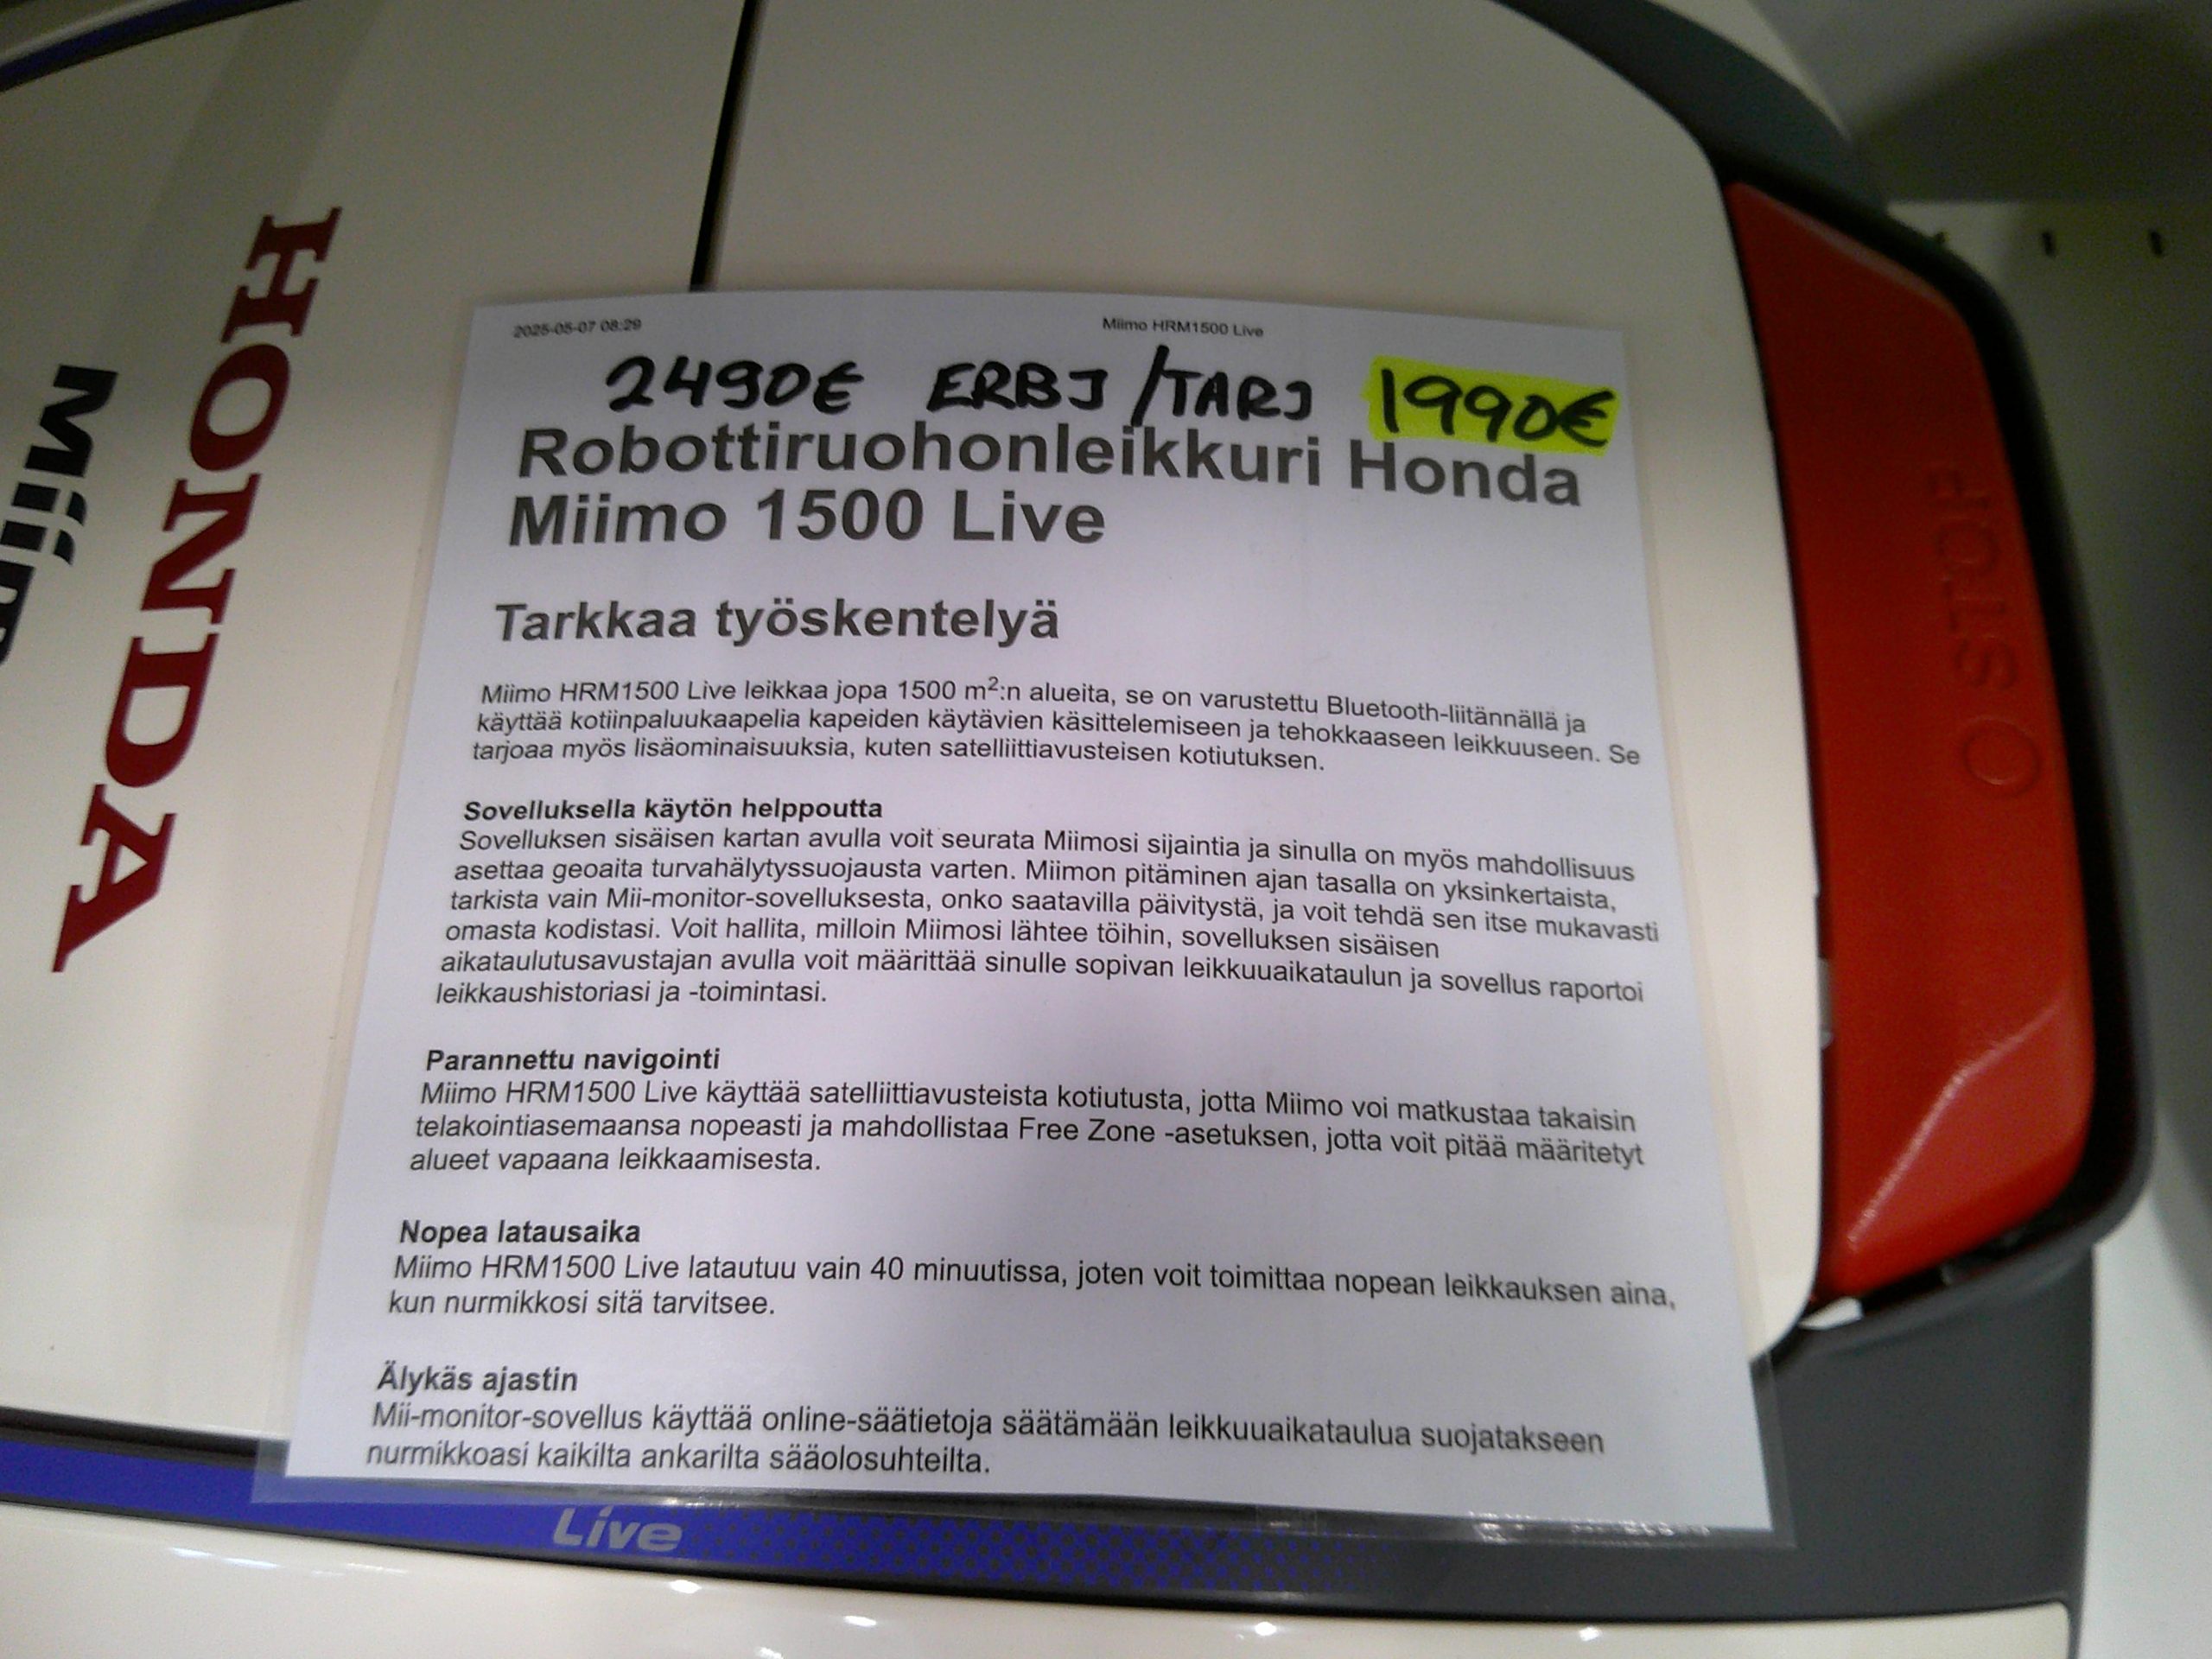 HONDA
2025-05-07 08:29 Miimo HRM1500 Live
2490€ ERBJ /TARJ 1990€
Robottiruohonleikkuri Honda
Miimo 1500 Live
Tarkkaa työskentelyä
Miimo HRM1500 Live leikkaa jopa 1500 m²:n alueita, se on varustettu Bluetooth-liitännällä ja
käyttää kotiinpaluukaapelia kapeiden käytävien käsittelemiseen ja tehokkaaseen leikkuuseen. Se
tarjoaa myös lisäominaisuuksia, kuten satelliittiavusteisen kotiutuksen.
Sovelluksella käytön helppoutta
Sovelluksen sisäisen kartan avulla voit seurata Miimosi sijaintia ja sinulla on myös mahdollisuus
asettaa geoaita turvahälytyssuojausta varten. Miimon pitäminen ajan tasalla on yksinkertaista,
tarkista vain Mii-monitor-sovelluksesta, onko saatavilla päivitystä, ja voit tehdä sen itse mukavasti
omasta kodistasi. Voit hallita, milloin Miimosi lähtee töihin, sovelluksen sisäisen
aikataulutusavustajan avulla voit määrittää sinulle sopivan leikkuuaikataulun ja sovellus raportoi
leikkaushistoriasi ja -toimintasi.
Parannettu navigointi
Miimo HRM1500 Live käyttää satelliittiavusteista kotiutusta, jotta Miimo voi matkustaa takaisin
telakointiasemaansa nopeasti ja mahdollistaa Free Zone -asetuksen, jotta voit pitää määritetyt
alueet vapaana leikkaamisesta.
Nopea latausaika
Miimo HRM1500 Live latautuu vain 40 minuutissa, joten voit toimittaa nopean leikkauksen aina,
kun nurmikkosi sitä tarvitsee.
Älykäs ajastin
Mii-monitor-sovellus käyttää online-säätietoja säätämään leikkuuaikataulua suojatakseen
nurmikkoasi kaikilta ankarilta sääolosuhteilta.
Live
STOP